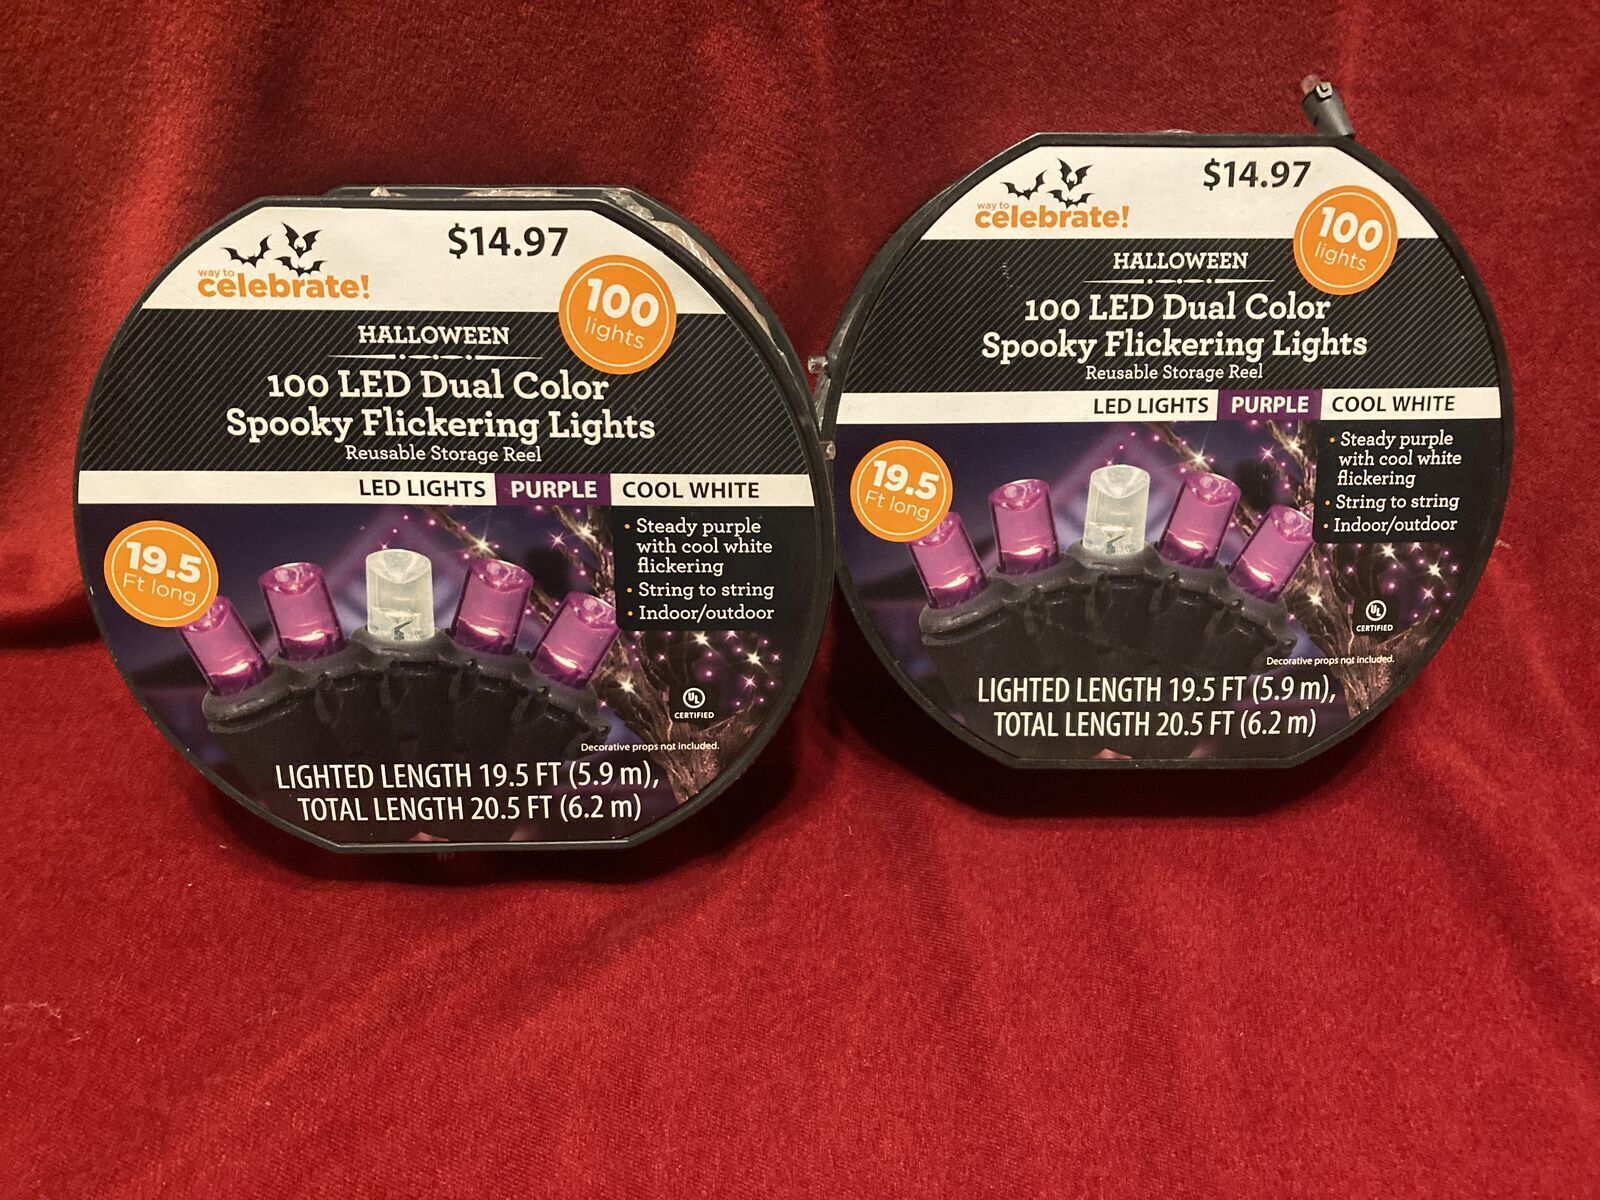 $14.97
way to
celebrate!
100
lights
HALLOWEEN
100 LED Dual Color
Spooky Flickering Lights
Reusable Storage Reel
LED LIGHTS PURPLE COOL WHITE
19.5
Ft long
• Steady purple
with cool white
flickering
• String to string
• Indoor/outdoor
UL
CERTIFIED
Decorative props not included.
LIGHTED LENGTH 19.5 FT (5.9 m),
TOTAL LENGTH 20.5 FT (6.2 m)
$14.97
way to
celebrate!
100
lights
HALLOWEEN
100 LED Dual Color
Spooky Flickering Lights
Reusable Storage Reel
LED LIGHTS PURPLE COOL WHITE
19.5
Ft long
• Steady purple
with cool white
flickering
• String to string
• Indoor/outdoor
UL
CERTIFIED
Decorative props not included.
LIGHTED LENGTH 19.5 FT (5.9 m),
TOTAL LENGTH 20.5 FT (6.2 m)